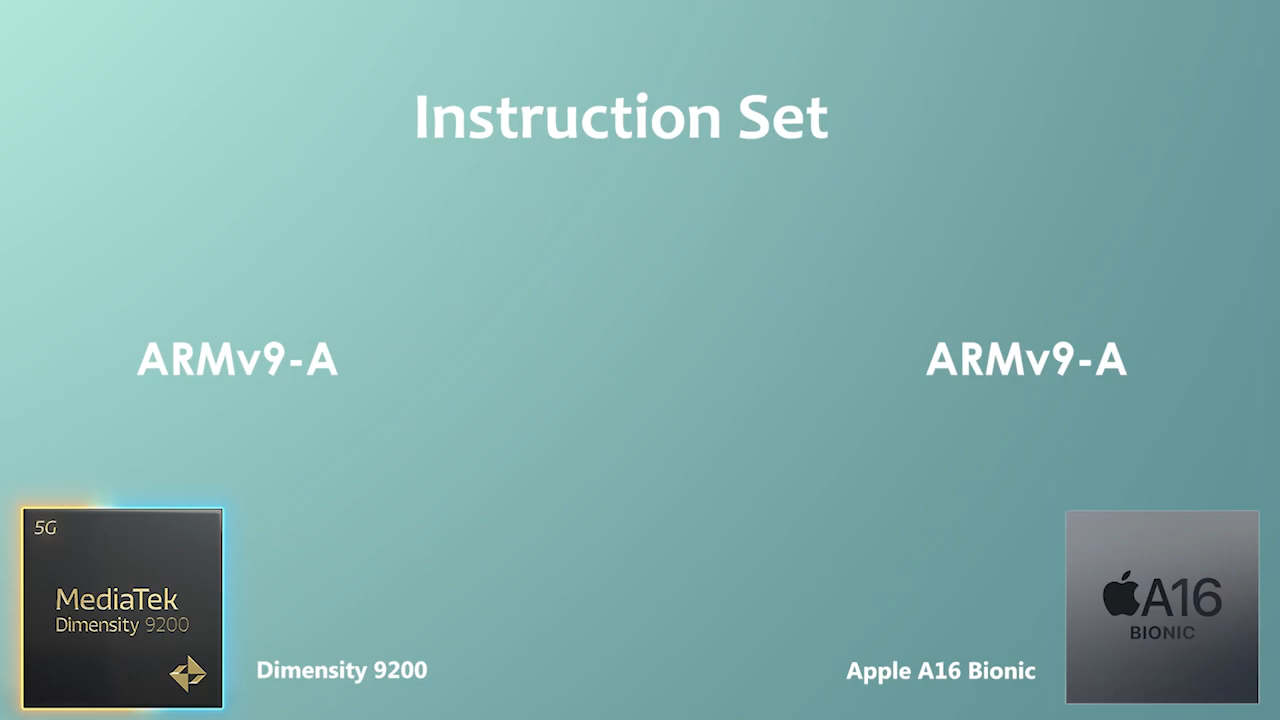 Instruction Set
ARMv9-A
ARMv9-A
5G
MediaTek
Dimensity 9200
Dimensity 9200
Apple A16 Bionic
A16
BIONIC